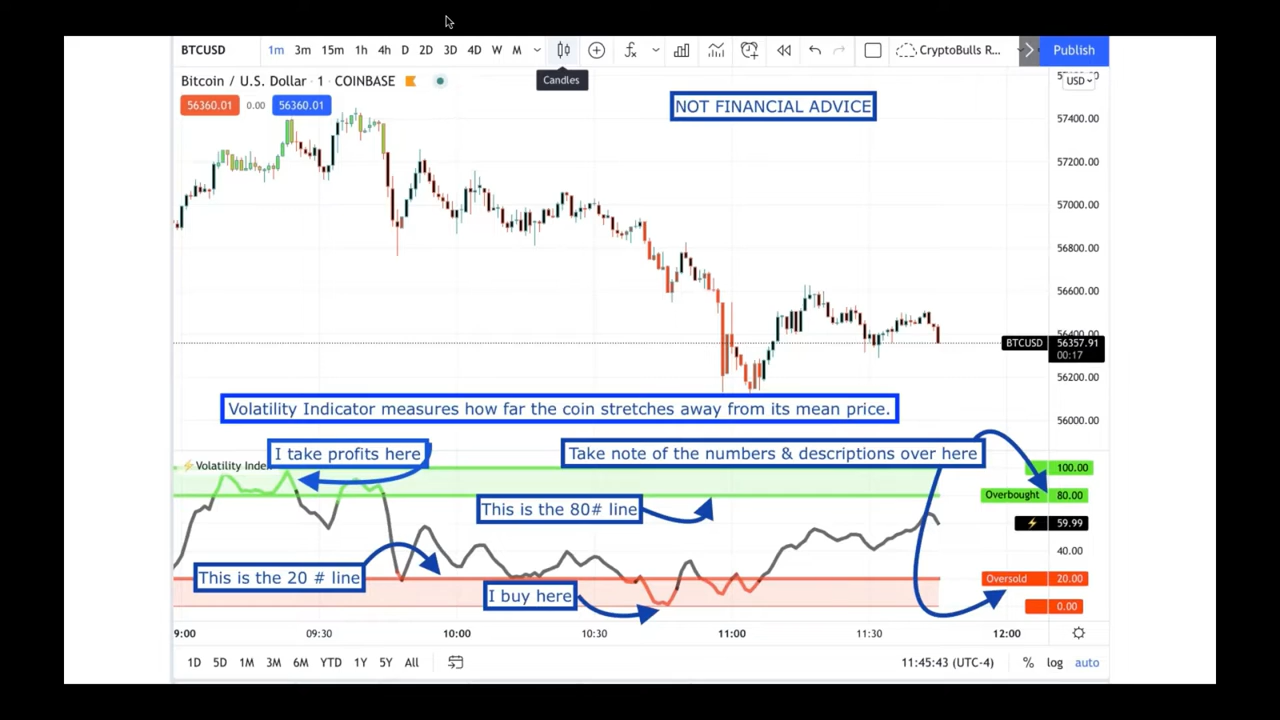 BTCUSD 1m 3m 15m 1h 4h D 2D 3D 4D W M CryptoBulls R... Publish
Candles
Bitcoin / U.S. Dollar · 1 · COINBASE
USD
56360.01 0.00 56360.01
NOT FINANCIAL ADVICE
57400.00
57200.00
57000.00
56800.00
56600.00
56400.00
BTCUSD 56357.91
00:17
56200.00
56000.00
Volatility Indicator measures how far the coin stretches away from its mean price.
I take profits here
Take note of the numbers & descriptions over here
Volatility Index
100.00
Overbought 80.00
This is the 80# line
59.99
40.00
This is the 20 # line
Oversold 20.00
I buy here
0.00
9:00 09:30 10:00 10:30 11:00 11:30 12:00
1D 5D 1M 3M 6M YTD 1Y 5Y All 11:45:43 (UTC-4) % log auto